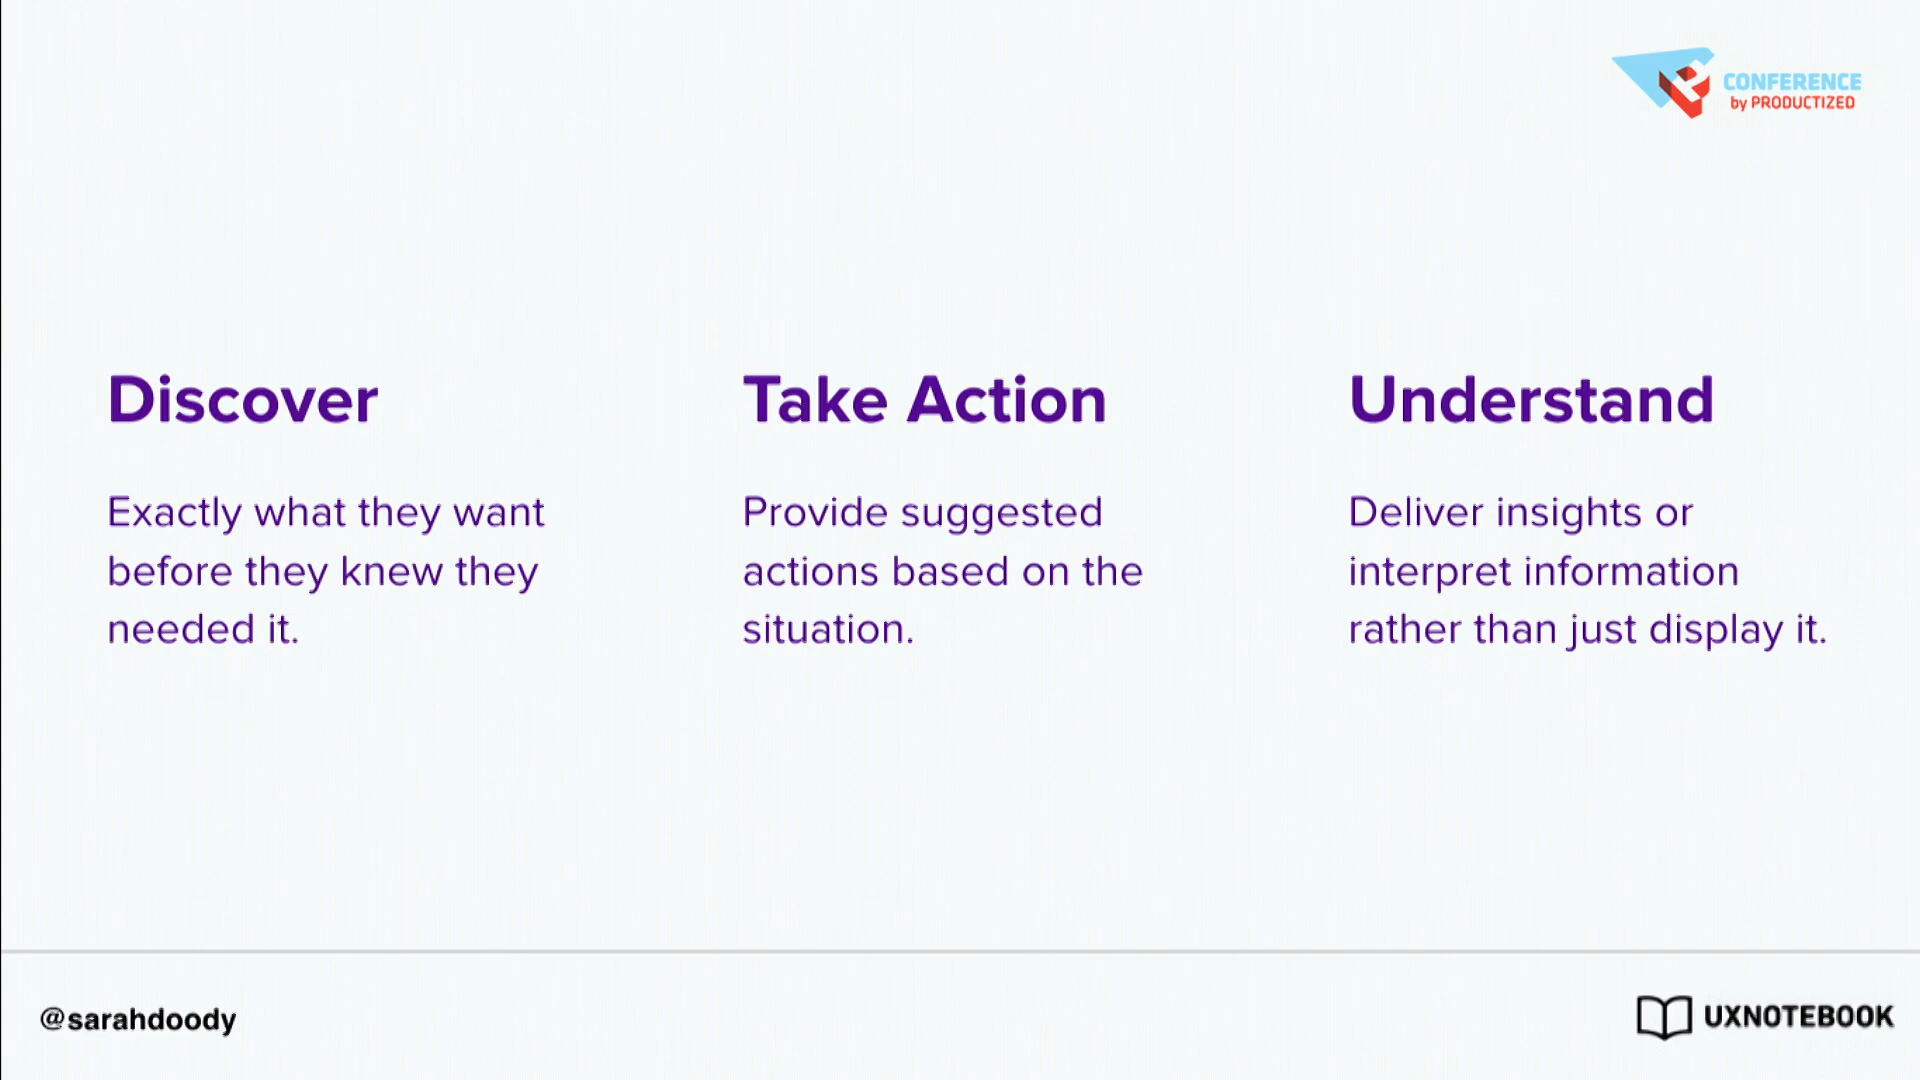 CONFERENCE
by PRODUCTIZED
Discover
Exactly what they want
before they knew they
needed it.
Take Action
Provide suggested
actions based on the
situation.
Understand
Deliver insights or
interpret information
rather than just display it.
@sarahdoody
UXNOTEBOOK